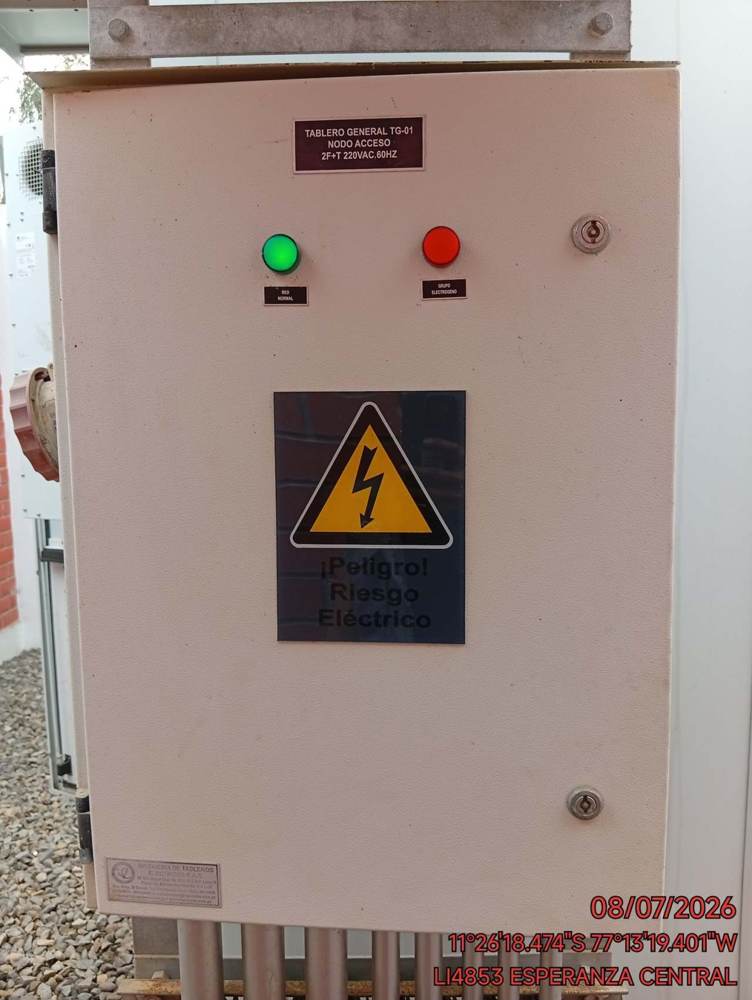 TABLERO GENERAL TG-01
NODO ACCESO
2F+T 220VAC.60HZ
RED
NORMAL
GRUPO
ELECTROGENO
¡Peligro!
Riesgo
Eléctrico
INGENIERIA DE TABLEROS
ELECTRICOS S.A.C.
08/07/2026
11°26'18.474"S 77°13'19.401"W
LI4853 ESPERANZA CENTRAL